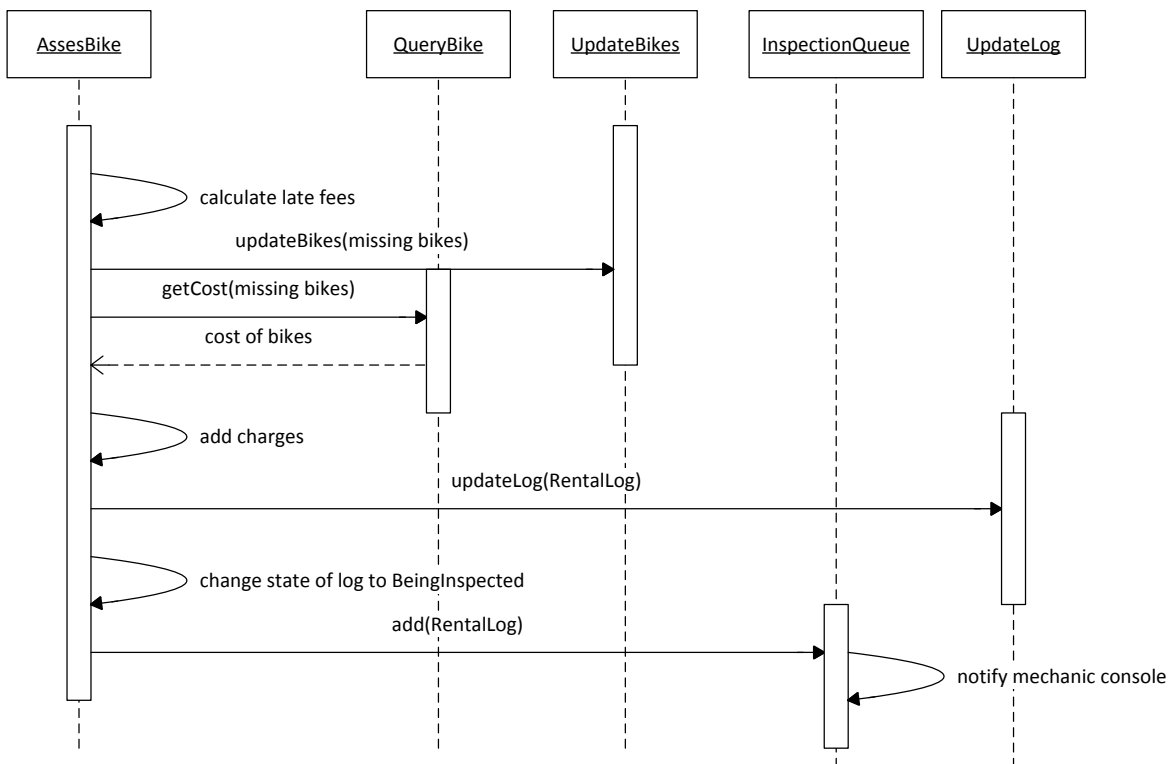 AssesBike
QueryBike
UpdateBikes
InspectionQueue
UpdateLog
calculate late fees
updateBikes(missing bikes)
getCost(missing bikes)
cost of bikes
add charges
updateLog(RentalLog)
change state of log to BeingInspected
add(RentalLog)
notify mechanic console